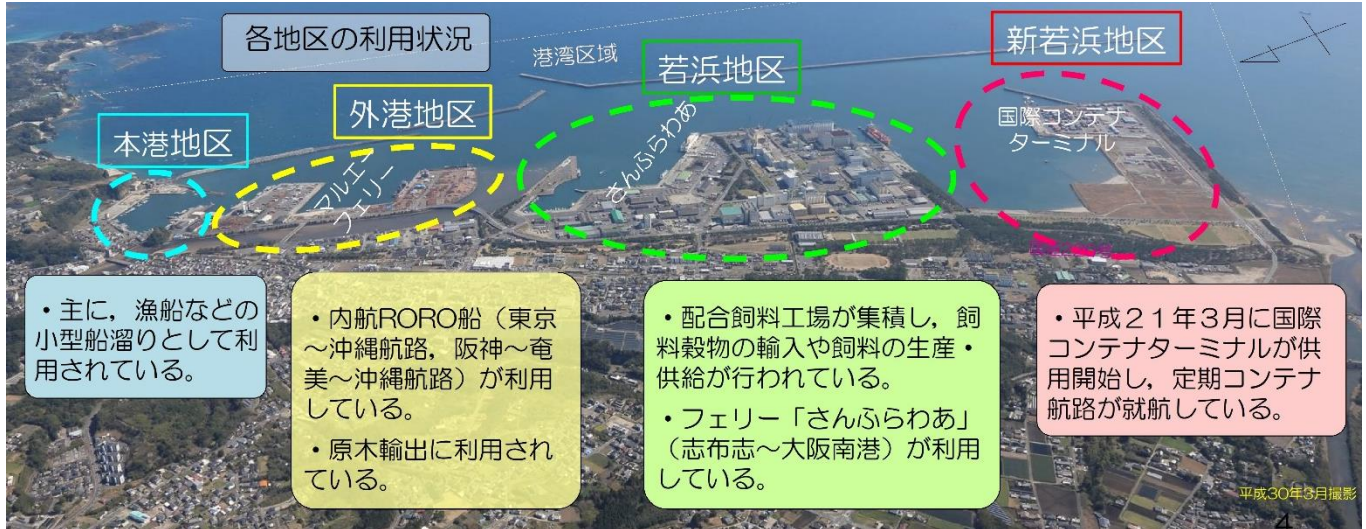 各地区の利用状況
港湾区域
本港地区
外港地区
若浜地区
新若浜地区
マルエー
フェリー
さんふらわあ
国際コンテナ
ターミナル
・主に，漁船などの
小型船溜りとして利
用されている。
・内航RORO船（東京
～沖縄航路，阪神～奄
美～沖縄航路）が利用
している。
・原木輸出に利用され
ている。
・配合飼料工場が集積し，飼
料穀物の輸入や飼料の生産・
供給が行われている。
・フェリー「さんふらわあ」
（志布志～大阪南港）が利用
している。
・平成２１年３月に国際
コンテナターミナルが供
用開始し，定期コンテナ
航路が就航している。
平成30年3月撮影
4